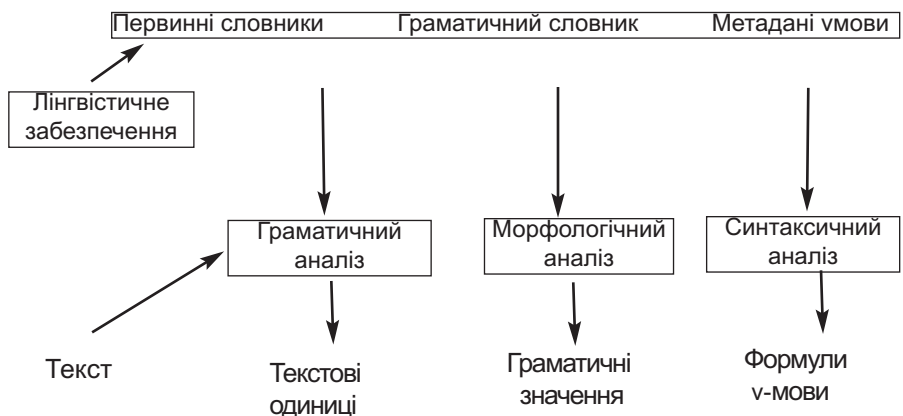 Первинні словники Граматичний словник Метадані vмови
Лінгвістичне
забезпечення
Граматичний
аналіз
Морфологічний
аналіз
Синтаксичний
аналіз
Текст
Текстові
одиниці
Граматичні
значення
Формули
v-мови